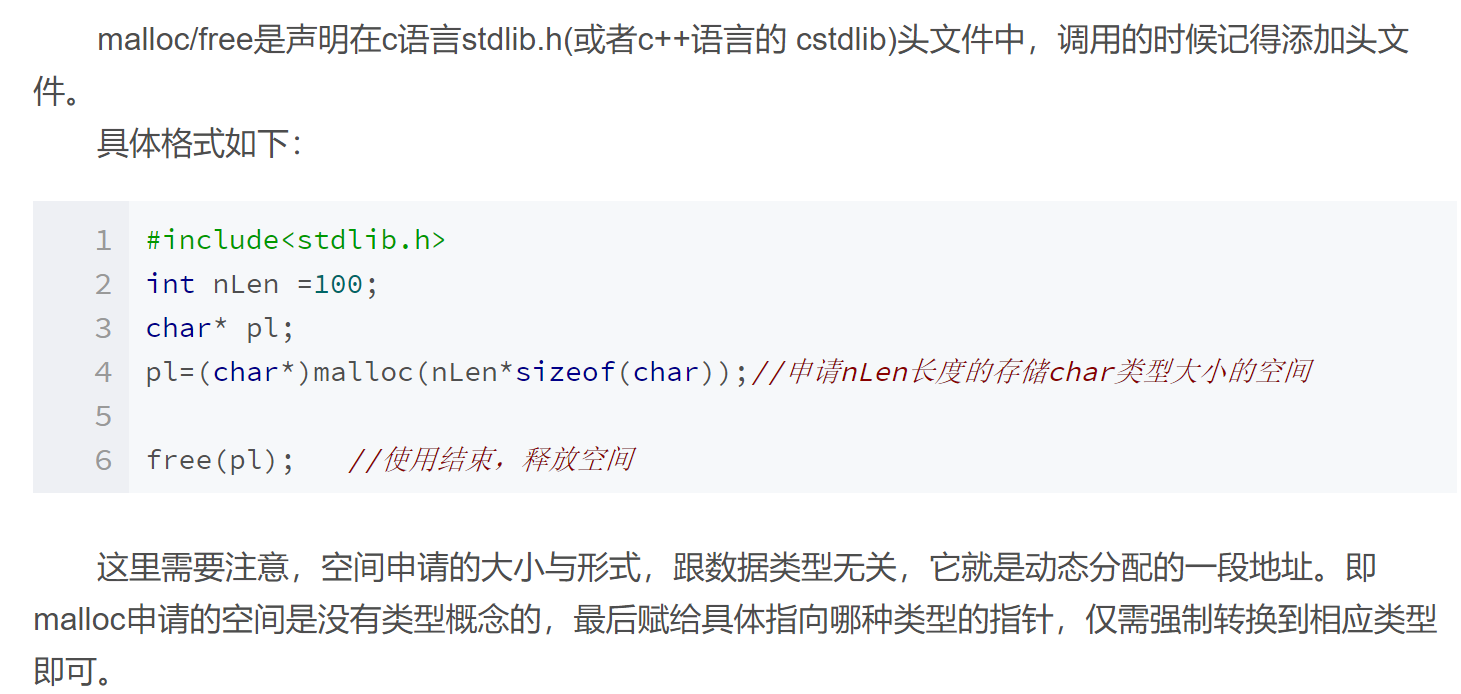 malloc/free是声明在c语言stdlib.h(或者c++语言的 cstdlib)头文件中，调用的时候记得添加头文
件。
具体格式如下：
1 #include<stdlib.h>
2 int nLen =100;
3 char* pl;
4 pl=(char*)malloc(nLen*sizeof(char));//申请nLen长度的存储char类型大小的空间
5
6 free(pl);   //使用结束，释放空间
这里需要注意，空间申请的大小与形式，跟数据类型无关，它就是动态分配的一段地址。即
malloc申请的空间是没有类型概念的，最后赋给具体指向哪种类型的指针，仅需强制转换到相应类型
即可。